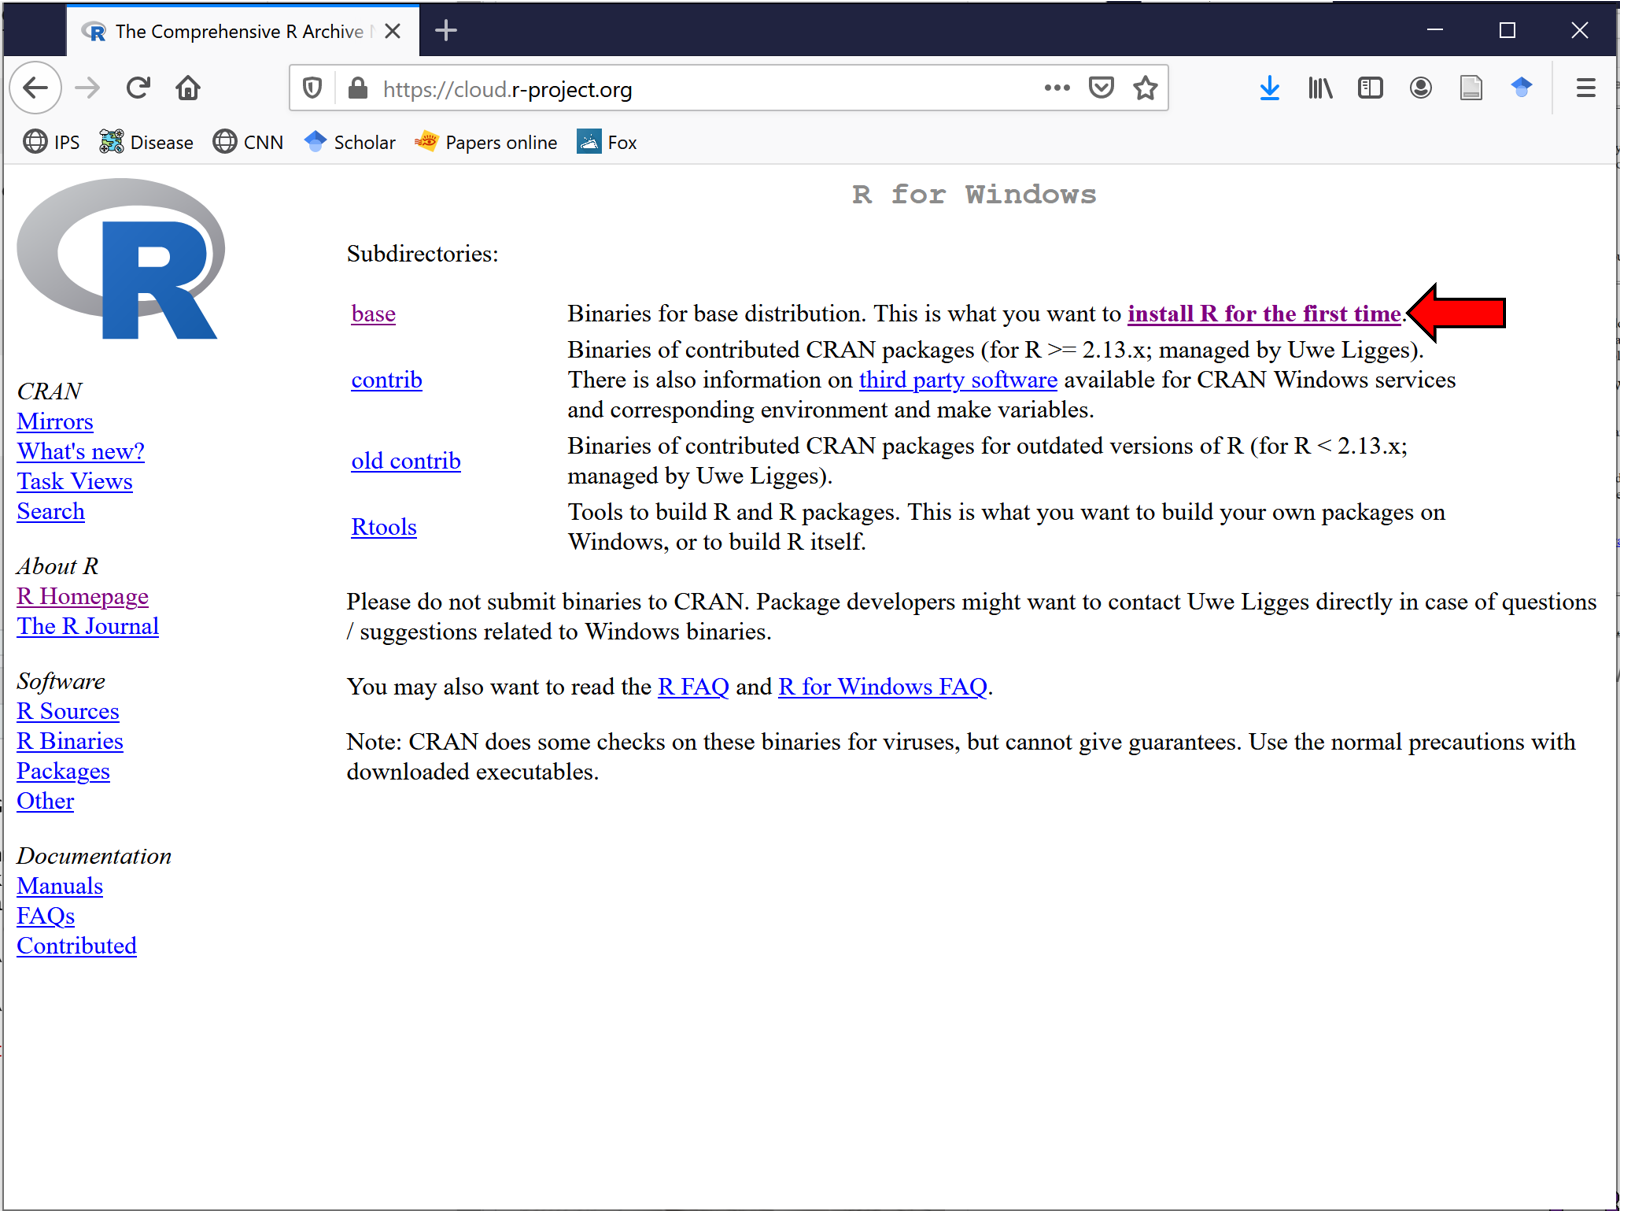 The Comprehensive R Archive
https://cloud.r-project.org
IPS Disease CNN Scholar Papers online Fox
R
R for Windows
Subdirectories:
base Binaries for base distribution. This is what you want to install R for the first time.
Binaries of contributed CRAN packages (for R >= 2.13.x; managed by Uwe Ligges).
contrib There is also information on third party software available for CRAN Windows services
and corresponding environment and make variables.
Binaries of contributed CRAN packages for outdated versions of R (for R < 2.13.x;
old contrib
managed by Uwe Ligges).
Tools to build R and R packages. This is what you want to build your own packages on
Rtools
Windows, or to build R itself.
Please do not submit binaries to CRAN. Package developers might want to contact Uwe Ligges directly in case of questions
/ suggestions related to Windows binaries.
You may also want to read the R FAQ and R for Windows FAQ.
Note: CRAN does some checks on these binaries for viruses, but cannot give guarantees. Use the normal precautions with
downloaded executables.
CRAN
Mirrors
What's new?
Task Views
Search
About R
R Homepage
The R Journal
Software
R Sources
R Binaries
Packages
Other
Documentation
Manuals
FAQs
Contributed